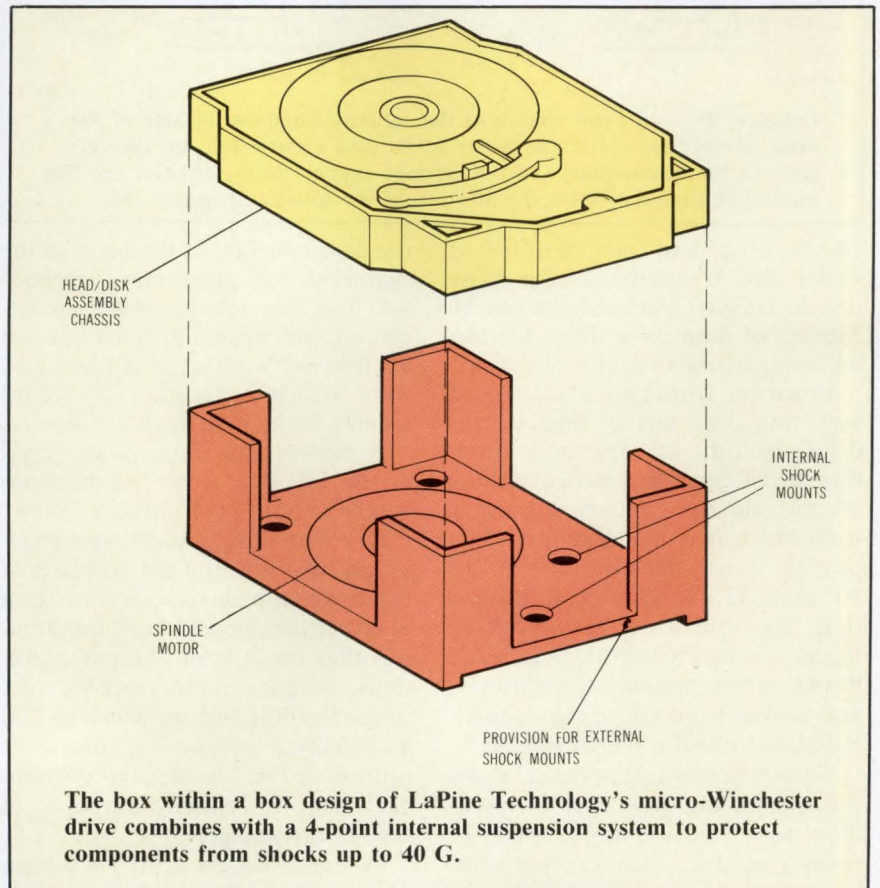 HEAD/DISK
ASSEMBLY
CHASSIS
INTERNAL
SHOCK
MOUNTS
SPINDLE
MOTOR
PROVISION FOR EXTERNAL
SHOCK MOUNTS
The box within a box design of LaPine Technology's micro-Winchester
drive combines with a 4-point internal suspension system to protect
components from shocks up to 40 G.